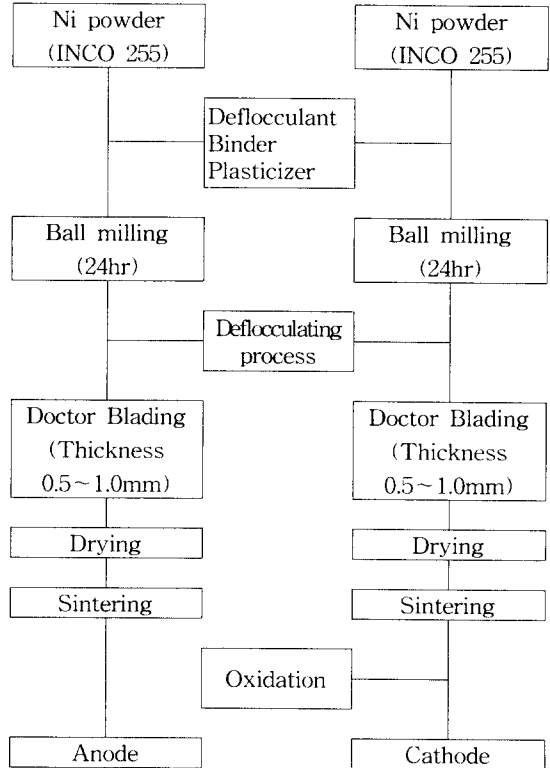 Ni powder
(INCO 255)
Ni powder
(INCO 255)
Deflocculant
Binder
Plasticizer
Ball milling
(24hr)
Ball milling
(24hr)
Deflocculating
process
Doctor Blading
(Thickness
0.5~1.0mm)
Doctor Blading
(Thickness
0.5~1.0mm)
Drying
Drying
Sintering
Sintering
Oxidation
Anode
Cathode